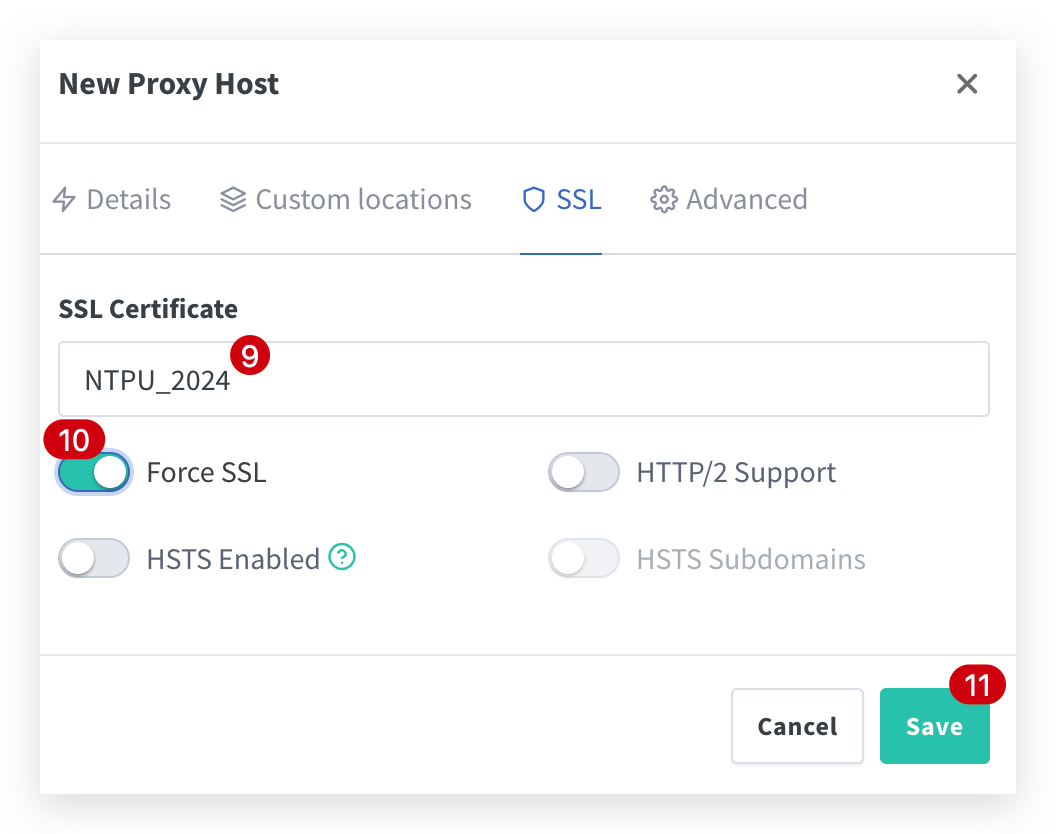 New Proxy Host
Details Custom locations SSL Advanced
SSL Certificate
9
NTPU_2024
10
Force SSL HTTP/2 Support
HSTS Enabled ? HSTS Subdomains
11
Cancel Save